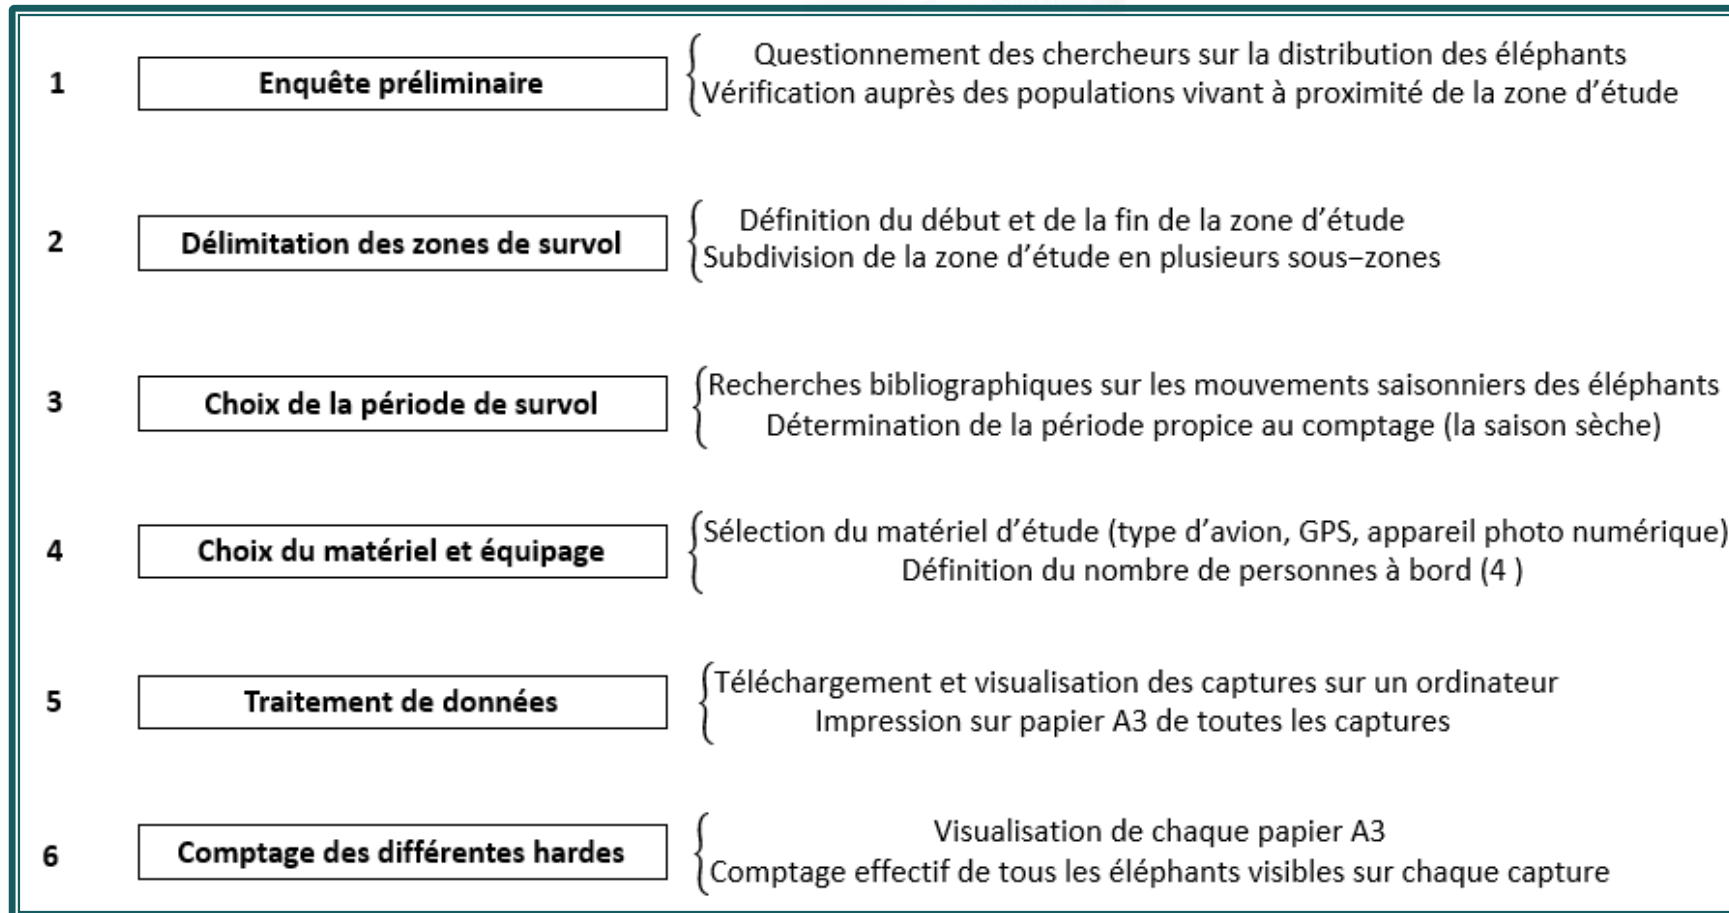 1 Enquête préliminaire
Questionnement des chercheurs sur la distribution des éléphants
Vérification auprès des populations vivant à proximité de la zone d’étude
2 Délimitation des zones de survol
Définition du début et de la fin de la zone d’étude
Subdivision de la zone d’étude en plusieurs sous−zones
3 Choix de la période de survol
Recherches bibliographiques sur les mouvements saisonniers des éléphants
Détermination de la période propice au comptage (la saison sèche)
4 Choix du matériel et équipage
Sélection du matériel d’étude (type d’avion, GPS, appareil photo numérique)
Définition du nombre de personnes à bord (4 )
5 Traitement de données
Téléchargement et visualisation des captures sur un ordinateur
Impression sur papier A3 de toutes les captures
6 Comptage des différentes hardes
Visualisation de chaque papier A3
Comptage effectif de tous les éléphants visibles sur chaque capture